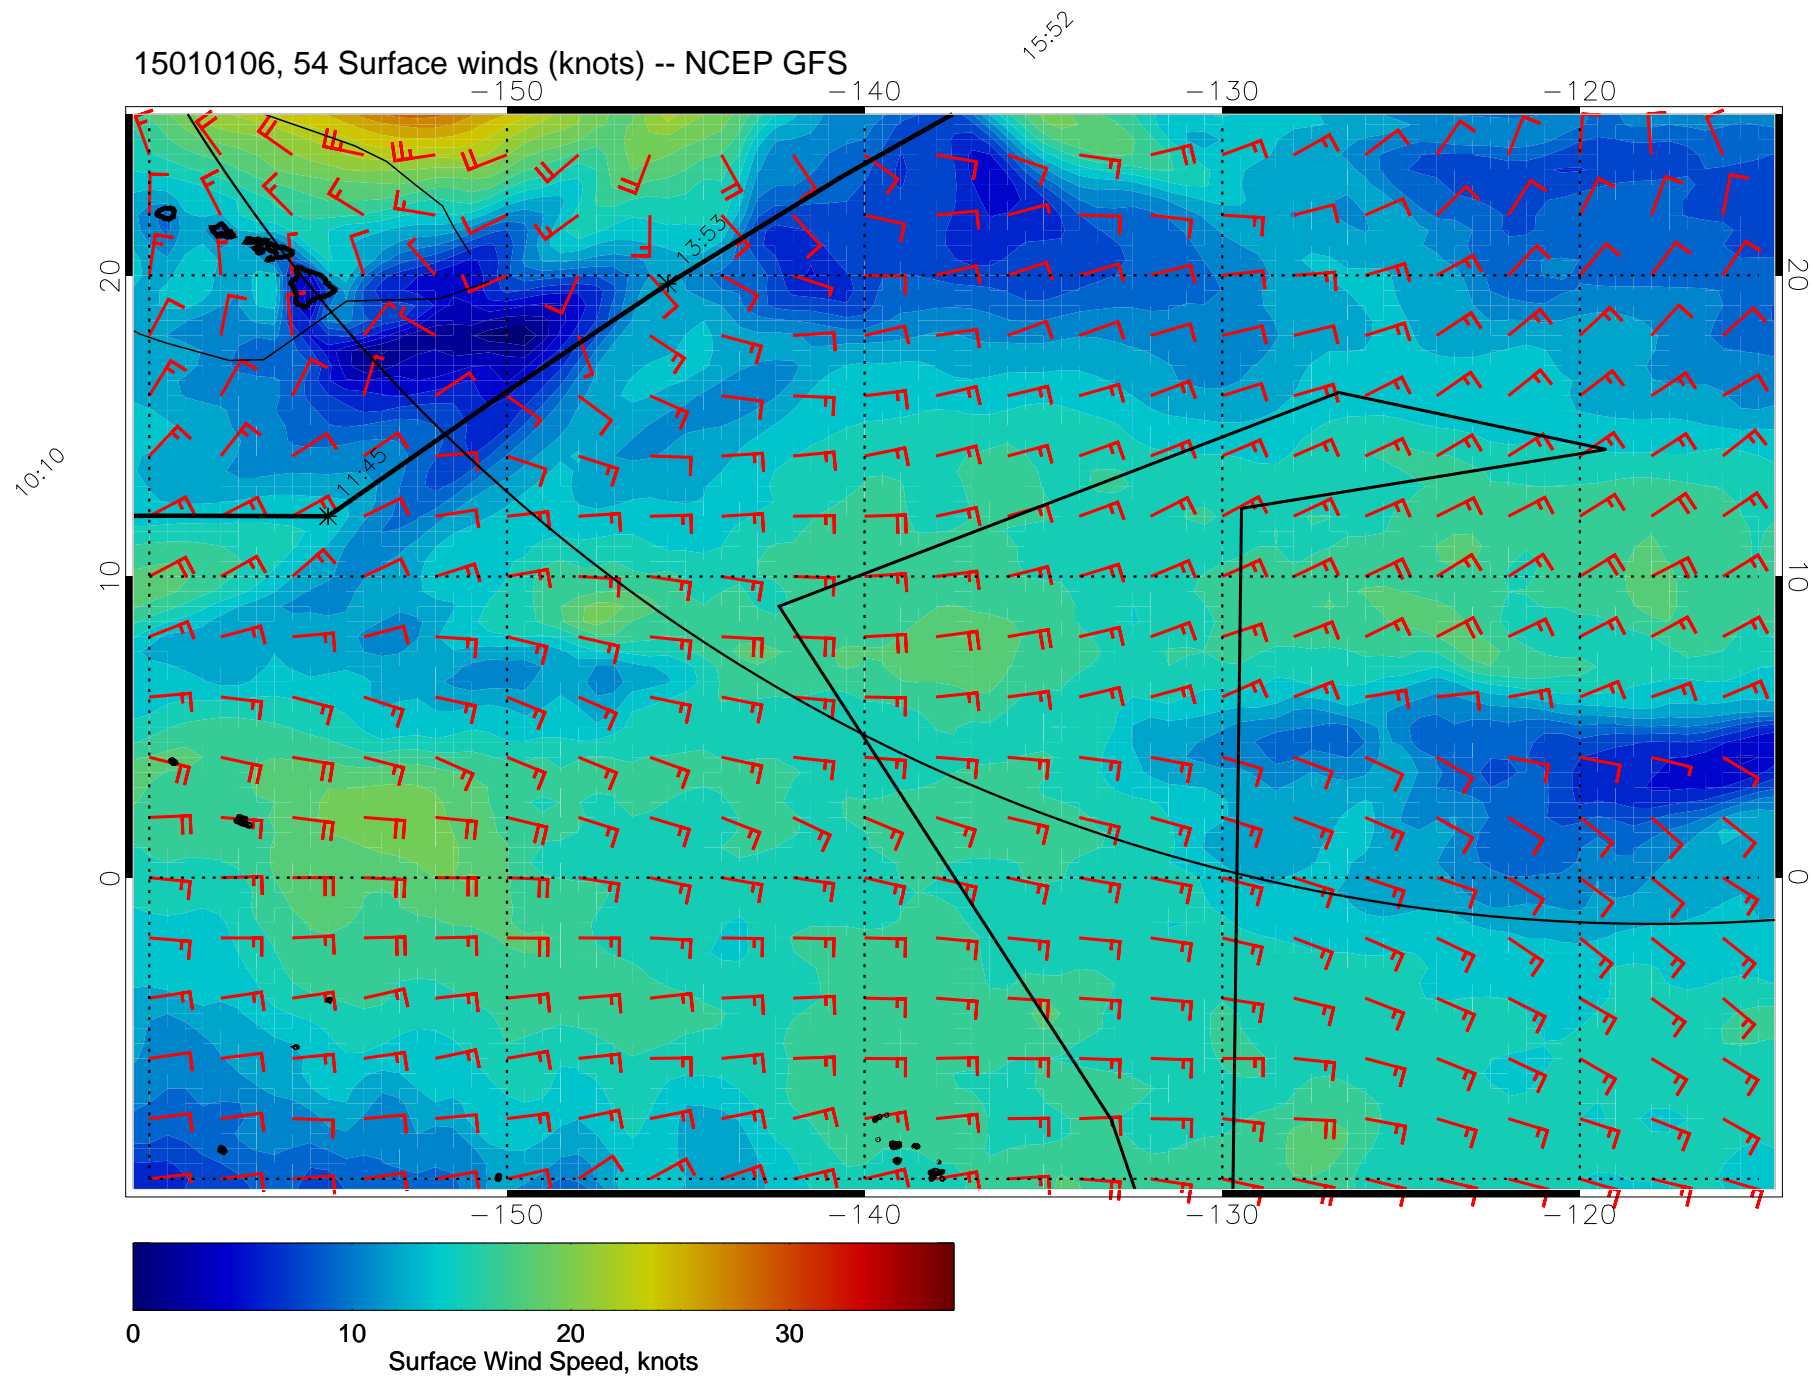 15:52
15010106, 54 Surface winds (knots) -- NCEP GFS
-150 -140 -130 -120
13:53
20 20
10:10
11:45
10 10
0 0
-150 -140 -130 -120
0 10 20 30
Surface Wind Speed, knots